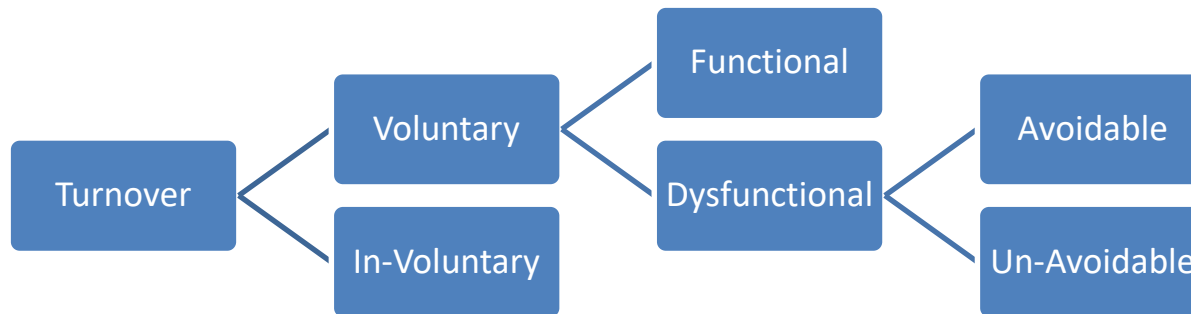 Turnover
Voluntary
In-Voluntary
Functional
Dysfunctional
Avoidable
Un-Avoidable